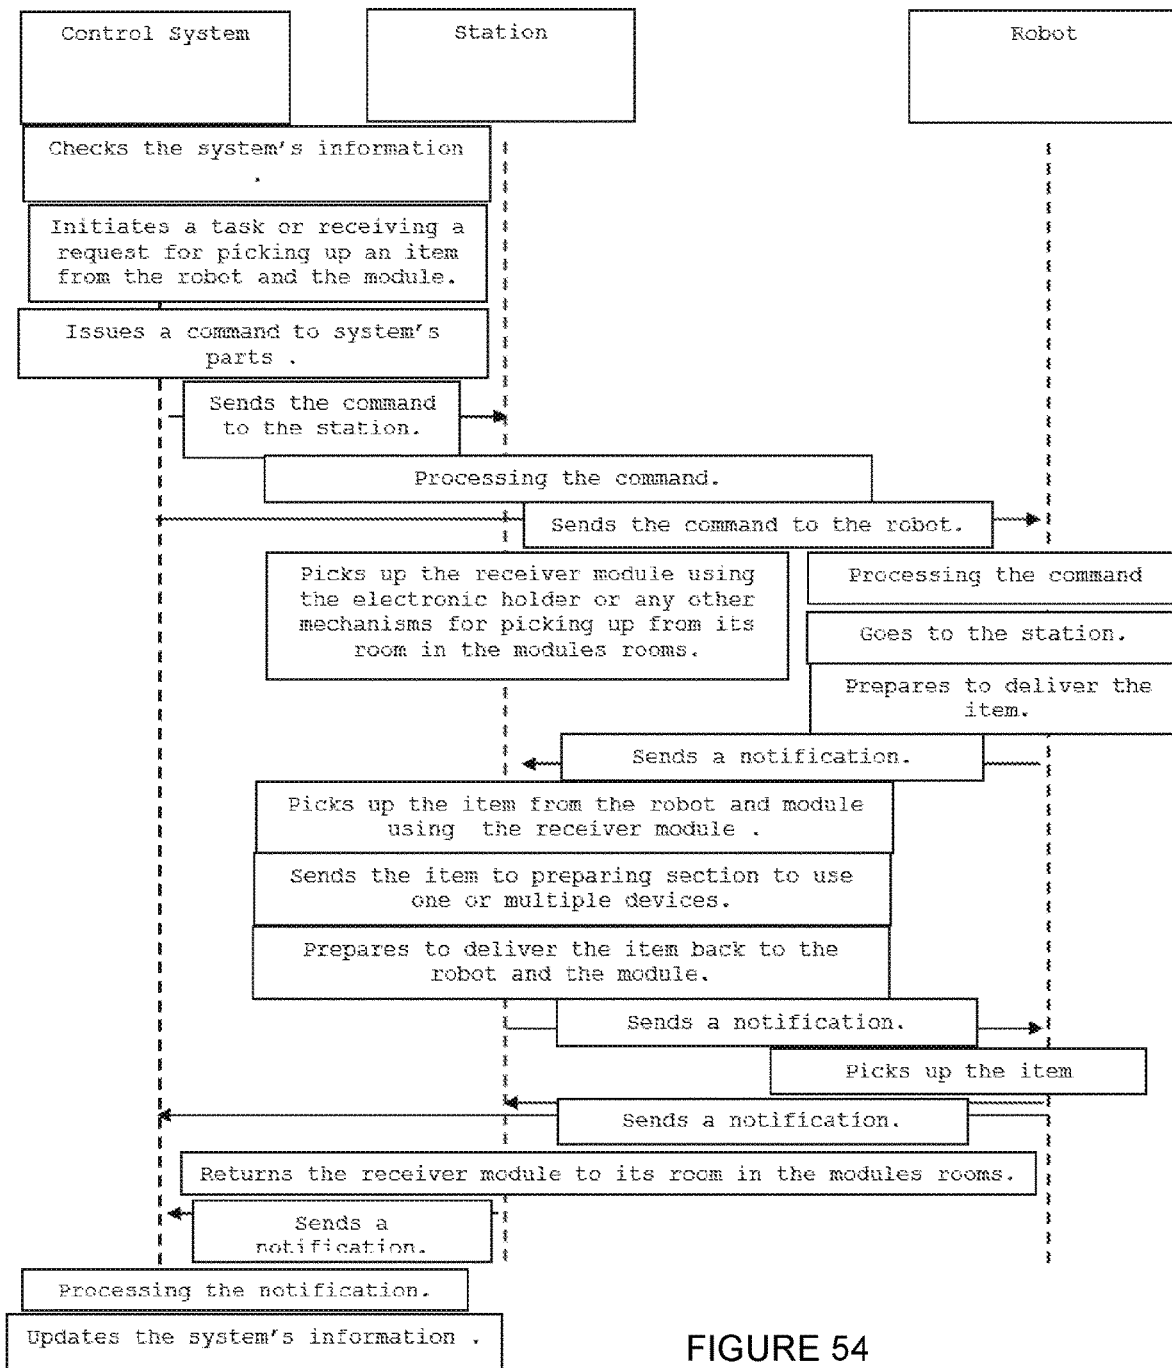 Control System
Station
Robot
Checks the system's information
.
Initiates a task or receiving a
request for picking up an item
from the robot and the module.
Issues a command to system's
parts .
Sends the command
to the station.
Processing the command.
Sends the command to the robot.
Picks up the receiver module using
the electronic holder or any other
mechanisms for picking up from its
room in the modules rooms.
Processing the command
Goes to the station.
Prepares to deliver the
item.
Sends a notification.
Picks up the item from the robot and module
using the receiver module .
Sends the item to preparing section to use
one or multiple devices.
Prepares to deliver the item back to the
robot and the module.
Sends a notification.
Picks up the item
Sends a notification.
Returns the receiver module to its room in the modules rooms.
Sends a
notification.
Processing the notification.
Updates the system's information .
FIGURE 54